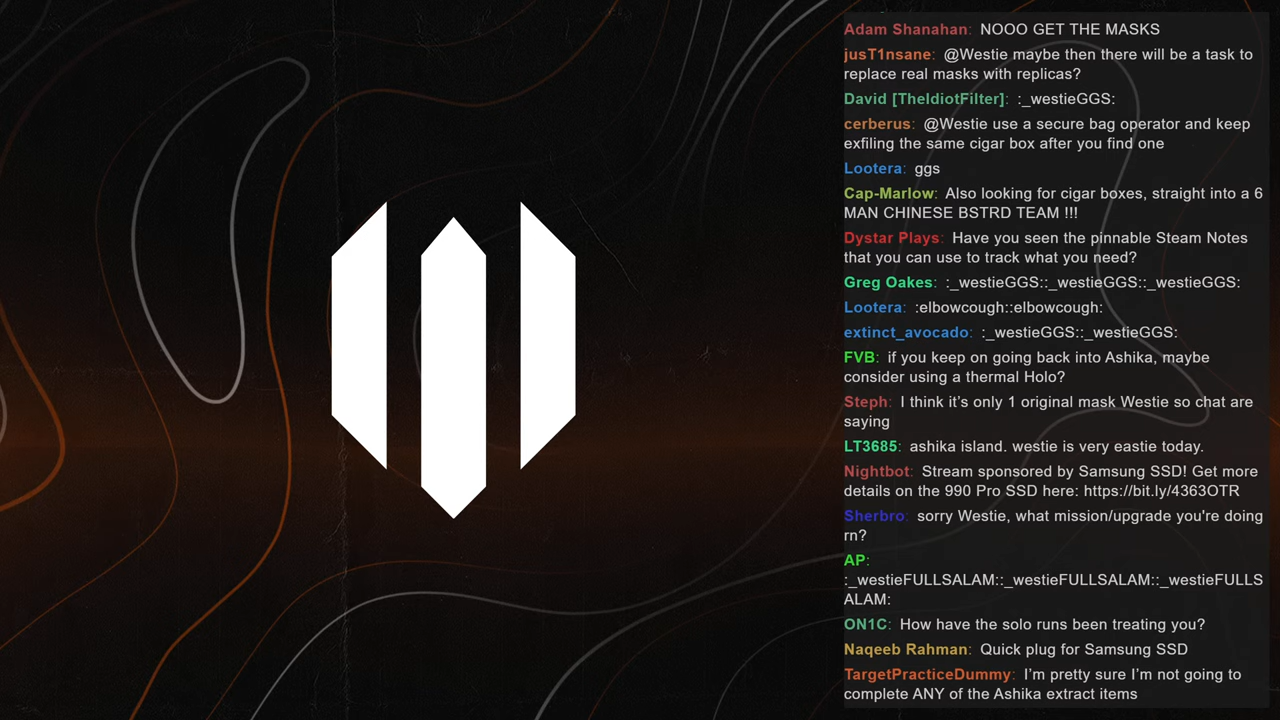 Adam Shanahan: NOOO GET THE MASKS
jusT1nsane: @Westie maybe then there will be a task to
replace real masks with replicas?
David [TheIdiotFilter]: :_westieGGS:
cerberus: @Westie use a secure bag operator and keep
exfiling the same cigar box after you find one
Lootera: ggs
Cap-Marlow: Also looking for cigar boxes, straight into a 6
MAN CHINESE BSTRD TEAM !!!
Dystar Plays: Have you seen the pinnable Steam Notes
that you can use to track what you need?
Greg Oakes: :_westieGGS::_westieGGS::_westieGGS:
Lootera: :elbowcough::elbowcough:
extinct_avocado: :_westieGGS::_westieGGS:
FVB: if you keep on going back into Ashika, maybe
consider using a thermal Holo?
Steph: I think it's only 1 original mask Westie so chat are
saying
LT3685: ashika island. westie is very eastie today.
Nightbot: Stream sponsored by Samsung SSD! Get more
details on the 990 Pro SSD here: https://bit.ly/4363OTR
Sherbro: sorry Westie, what mission/upgrade you're doing
rn?
AP:
:_westieFULLSALAM::_westieFULLSALAM::_westieFULLS
ALAM:
ON1C: How have the solo runs been treating you?
Naqeeb Rahman: Quick plug for Samsung SSD
TargetPracticeDummy: I'm pretty sure I'm not going to
complete ANY of the Ashika extract items